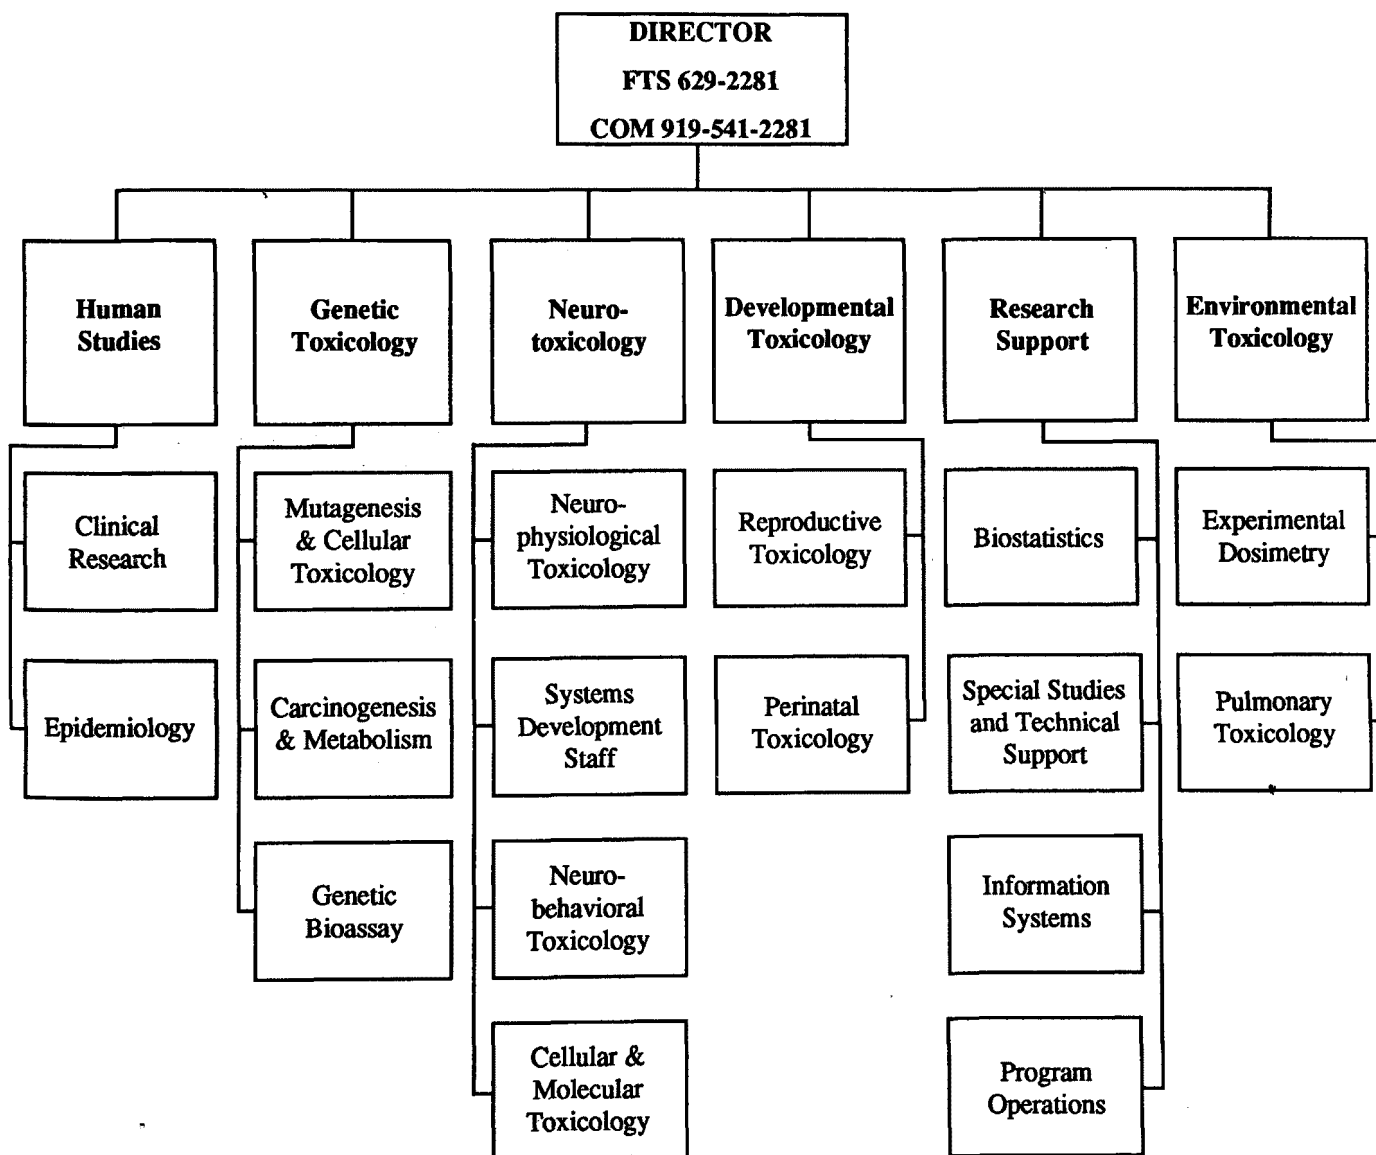 DIRECTOR
FTS 629-2281
COM 919-541-2281
Human
Studies
Genetic
Toxicology
Neuro-
toxicology
Developmental
Toxicology
Research
Support
Environmental
Toxicology
Clinical
Research
Mutagenesis
& Cellular
Toxicology
Neuro-
physiological
Toxicology
Reproductive
Toxicology
Biostatistics
Experimental
Dosimetry
Epidemiology
Carcinogenesis
& Metabolism
Systems
Development
Staff
Perinatal
Toxicology
Special Studies
and Technical
Support
Pulmonary
Toxicology
Genetic
Bioassay
Neuro-
behavioral
Toxicology
Information
Systems
Cellular &
Molecular
Toxicology
Program
Operations